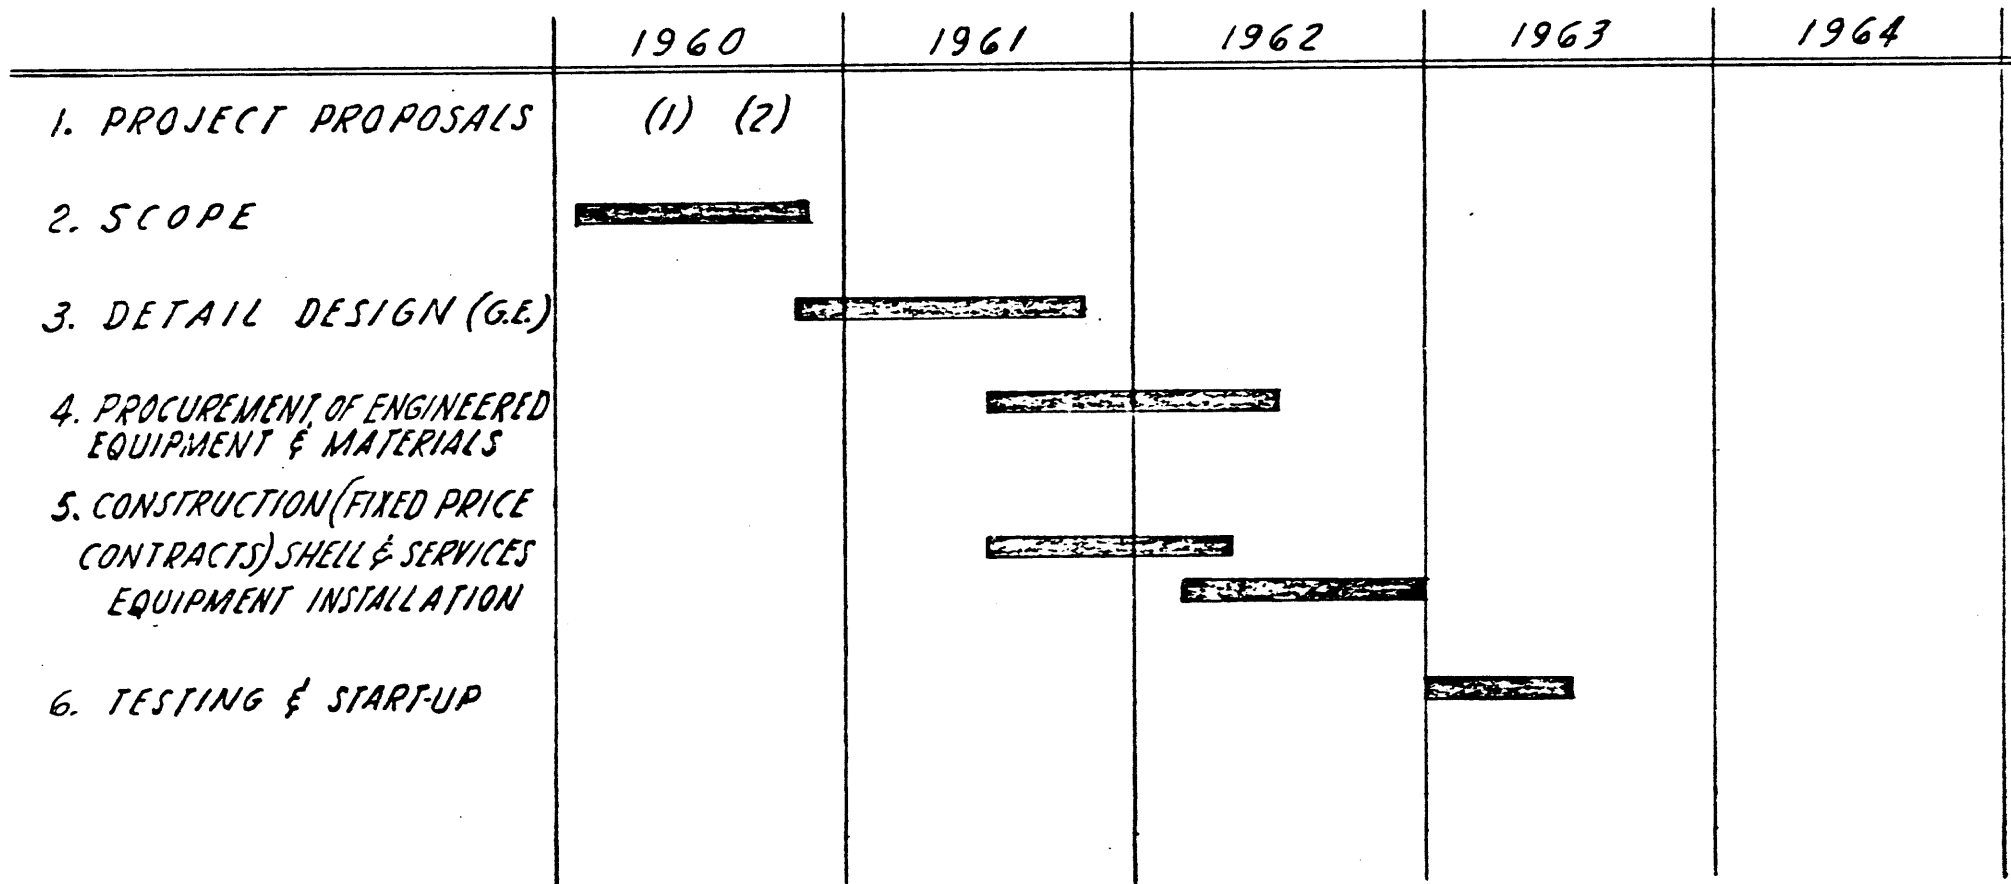 1960 1961 1962 1963 1964
1. PROJECT PROPOSALS (1) (2)
2. SCOPE
3. DETAIL DESIGN (G.E.)
4. PROCUREMENT OF ENGINEERED
EQUIPMENT & MATERIALS
5. CONSTRUCTION (FIXED PRICE
CONTRACTS) SHELL & SERVICES
EQUIPMENT INSTALLATION
6. TESTING & START-UP